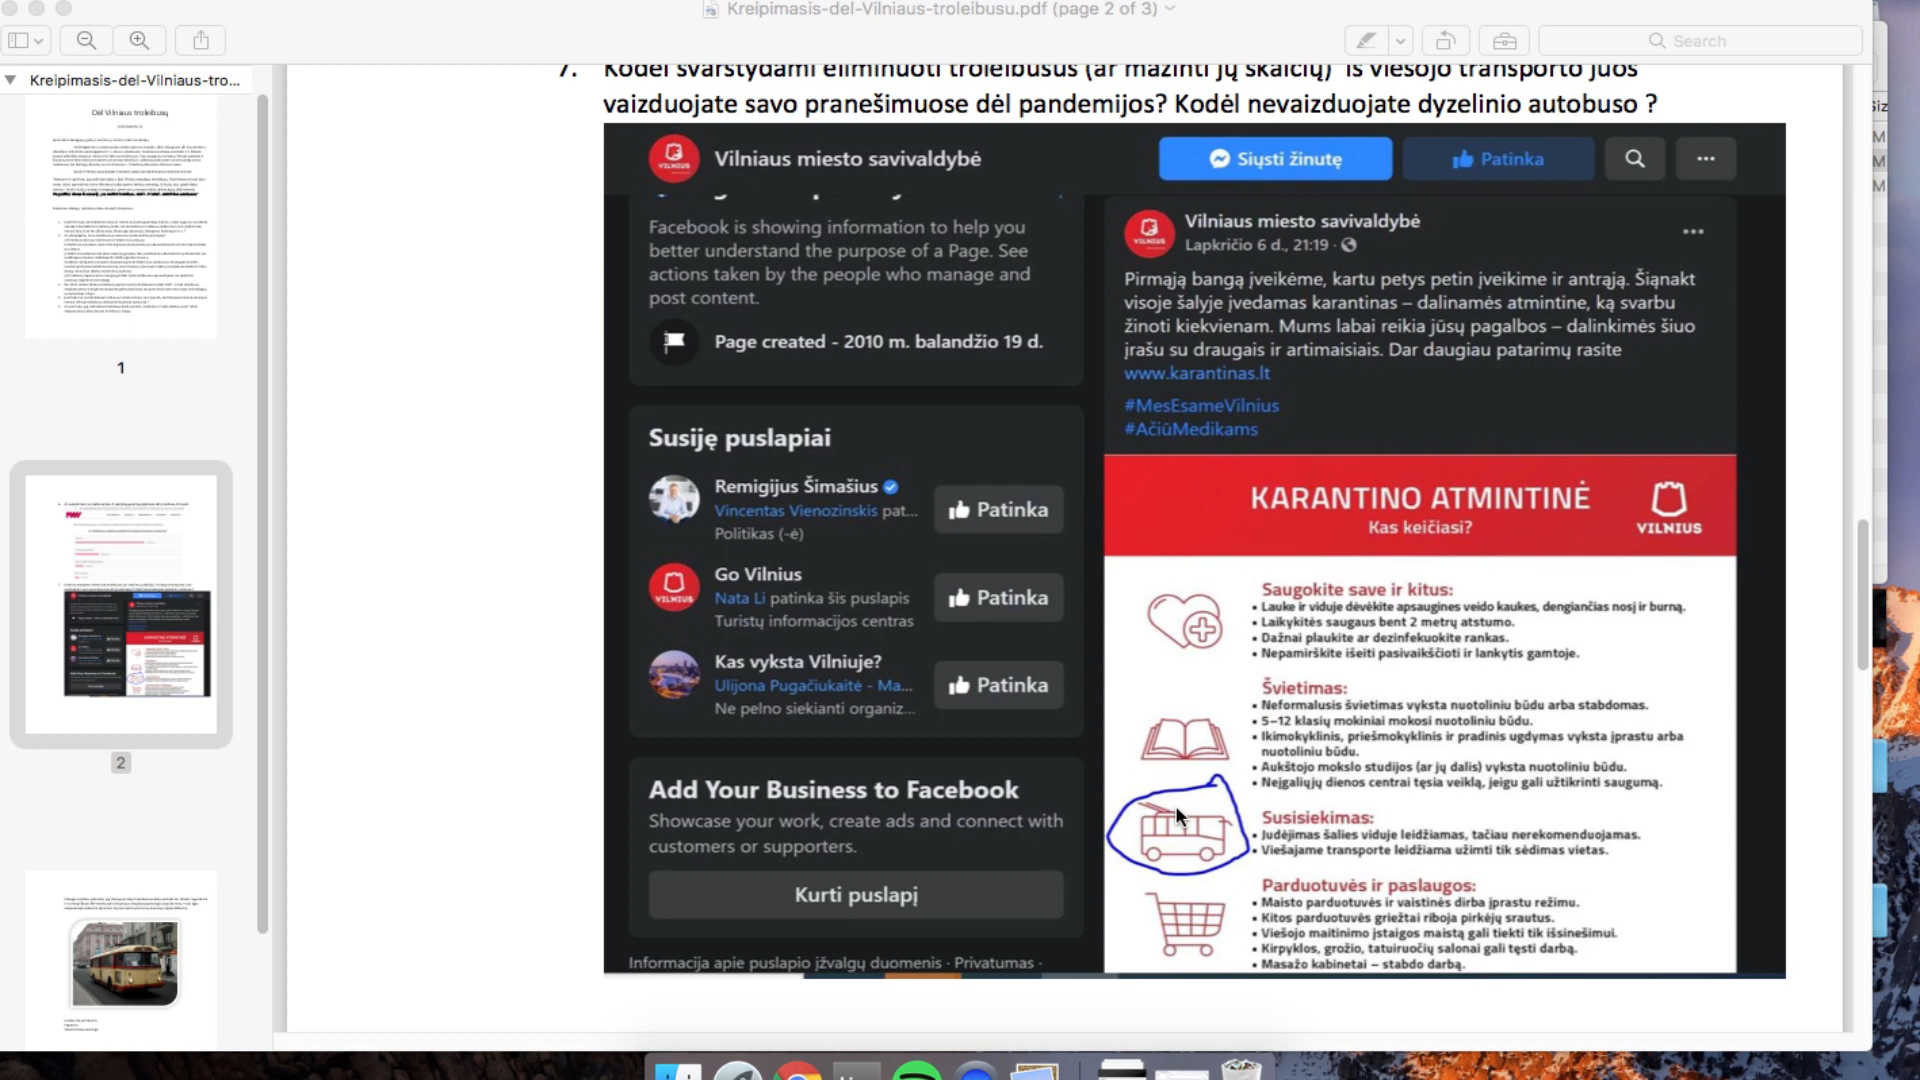 Kreipimasis-del-Vilniaus-troleibusu.pdf (page 2 of 3)
Search
Kreipimasis-del-Vilniaus-tro...
Dėl Vilniaus troleibusų
1
2
7. Kodėl svarstydami eliminuoti troleibusus (ar mažinti jų skaičių) iš viešojo transporto juos
vaizduojate savo pranešimuose dėl pandemijos? Kodėl nevaizduojate dyzelinio autobuso ?
VILNIUS
Vilniaus miesto savivaldybė
Siųsti žinutę
Patinka
Facebook is showing information to help you
better understand the purpose of a Page. See
actions taken by the people who manage and
post content.
Page created - 2010 m. balandžio 19 d.
Susiję puslapiai
Remigijus Šimašius
Vincentas Vienozinskis pat...
Politikas (-ė)
Patinka
VILNIUS
Go Vilnius
Nata Li patinka šis puslapis
Turistų informacijos centras
Patinka
Kas vyksta Vilniuje?
Ulijona Pugačiukaitė - Ma...
Ne pelno siekianti organiz...
Patinka
Add Your Business to Facebook
Showcase your work, create ads and connect with
customers or supporters.
Kurti puslapį
Informacija apie puslapio įžvalgų duomenis · Privatumas ·
VILNIUS
Vilniaus miesto savivaldybė
Lapkričio 6 d., 21:19 ·
Pirmąją bangą įveikėme, kartu petys petin įveikime ir antrąją. Šiąnakt
visoje šalyje įvedamas karantinas – dalinamės atmintine, ką svarbu
žinoti kiekvienam. Mums labai reikia jūsų pagalbos – dalinkimės šiuo
įrašu su draugais ir artimaisiais. Dar daugiau patarimų rasite
www.karantinas.lt
#MesEsameVilnius
#AčiūMedikams
KARANTINO ATMINTINĖ
Kas keičiasi?
VILNIUS
Saugokite save ir kitus:
• Lauke ir viduje dėvėkite apsaugines veido kaukes, dengiančias nosį ir burną.
• Laikykitės saugaus bent 2 metrų atstumo.
• Dažnai plaukite ar dezinfekuokite rankas.
• Nepamirškite išeiti pasivaikščioti ir lankytis gamtoje.
Švietimas:
• Neformalusis švietimas vyksta nuotoliniu būdu arba stabdomas.
• 5–12 klasių mokiniai mokosi nuotoliniu būdu.
• Ikimokyklinis, priešmokyklinis ir pradinis ugdymas vyksta įprastu arba
nuotoliniu būdu.
• Aukštojo mokslo studijos (ar jų dalis) vyksta nuotoliniu būdu.
• Neįgaliųjų dienos centrai tęsia veiklą, jeigu gali užtikrinti saugumą.
Susisiekimas:
• Judėjimas šalies viduje leidžiamas, tačiau nerekomenduojamas.
• Viešajame transporte leidžiama užimti tik sėdimas vietas.
Parduotuvės ir paslaugos:
• Maisto parduotuvės ir vaistinės dirba įprastu režimu.
• Kitos parduotuvės griežtai riboja pirkėjų srautus.
• Viešojo maitinimo įstaigos maistą gali tiekti tik išsinešimui.
• Kirpyklos, grožio, tatuiruočių salonai gali tęsti darbą.
• Masažo kabinetai – stabdo darbą.